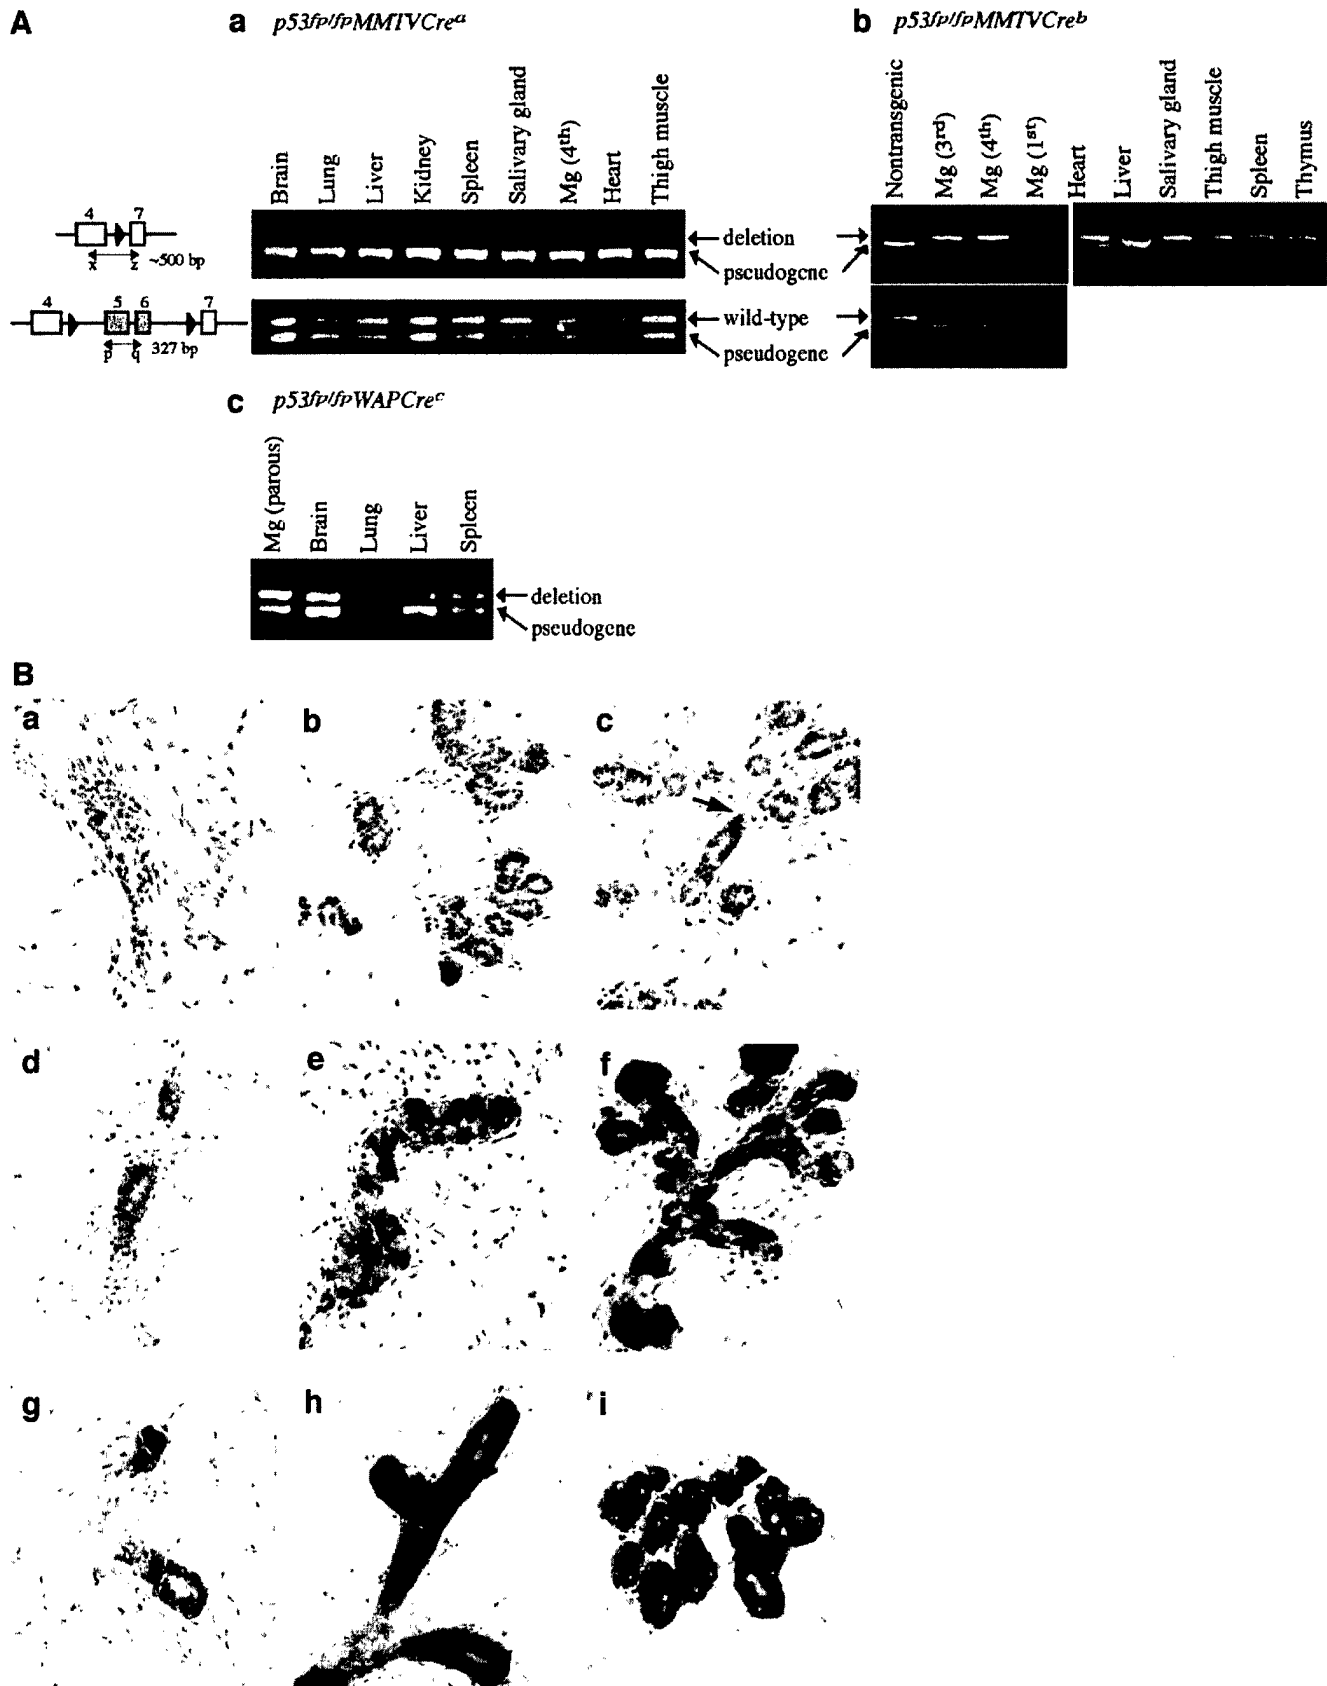 A
a p53fp/fpMMTVCreᵃ
b p53fp/fpMMTVCreᵇ
Brain
Lung
Liver
Kidney
Spleen
Salivary gland
Mg (4th)
Heart
Thigh muscle
Nontransgenic
Mg (3rd)
Mg (4th)
Mg (1st)
Heart
Liver
Salivary gland
Thigh muscle
Spleen
Thymus
4 7
x z ~500 bp
deletion
pseudogene
4 5 6 7
p q 327 bp
wild-type
pseudogene
c p53fp/fpWAPCreᶜ
Mg (parous)
Brain
Lung
Liver
Spleen
deletion
pseudogene
B
a b c
d e f
g h i